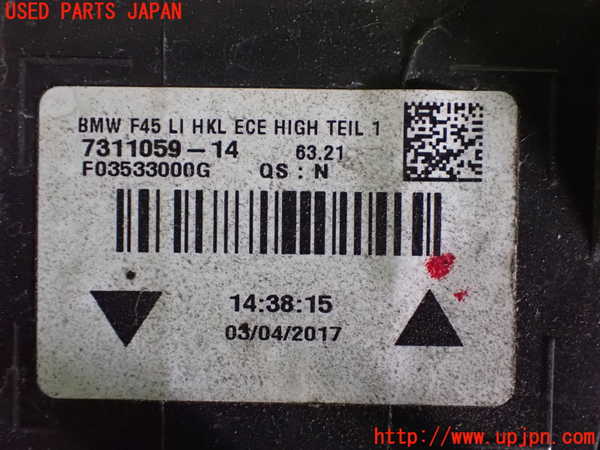 USED PARTS JAPAN
BMW F45 LI HKL ECE HIGH TEIL 1
7311059-14 63.21
F03533000G QS : N
14:38:15
03/04/2017
http://www.upjpn.com/